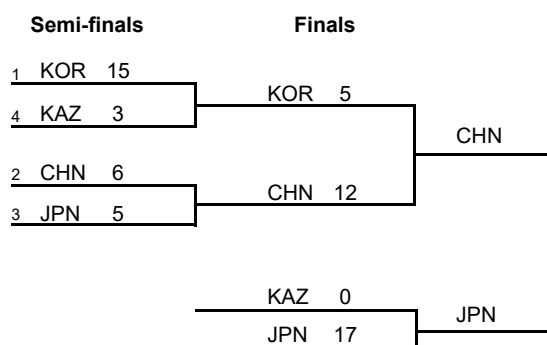 Semi-finals Finals
1 KOR 15
KOR 5
4 KAZ 3
CHN
2 CHN 6
CHN 12
3 JPN 5
KAZ 0
JPN
JPN 17